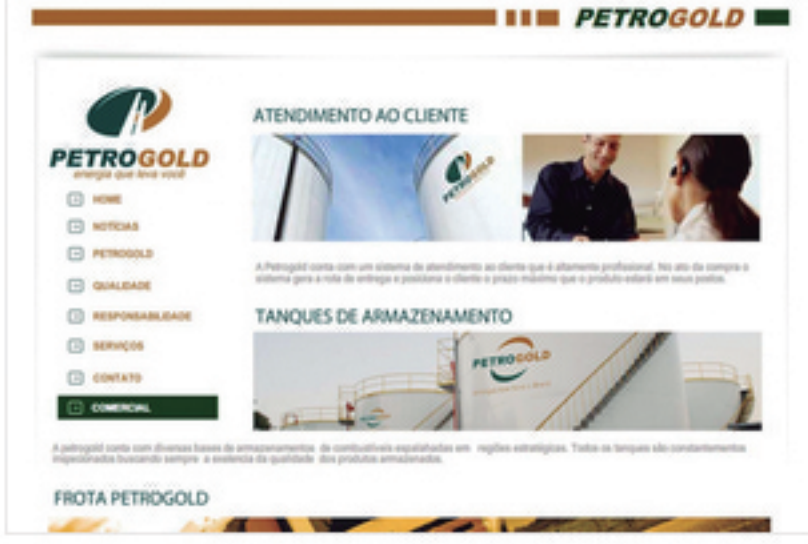 PETROGOLD
PETROGOLD
energia que leva você
HOME
NOTÍCIAS
PETROGOLD
QUALIDADE
RESPONSABILIDADE
SERVIÇOS
CONTATO
COMERCIAL
ATENDIMENTO AO CLIENTE
PETROGOLD
A Petrogold conta com um sistema de atendimento ao cliente que é altamente profissional. No ato da compra o
sistema gera a rota de entrega e posiciona o cliente o prazo máximo que o produto estará em seus postos.
TANQUES DE ARMAZENAMENTO
PETROGOLD
A petrogold conta com diversas bases de armazenamentos de combustíveis espalhadas em regiões estratégicas. Todos os tanques são constantementos
inspecionados buscando sempre a exelencia da qualidade dos produtos armazenados.
FROTA PETROGOLD